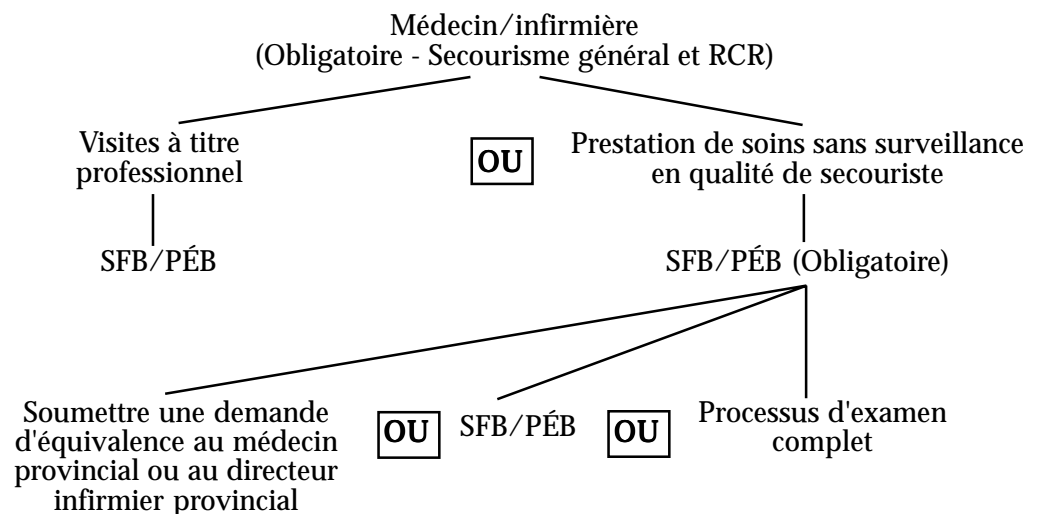 Médecin/infirmière
(Obligatoire - Secourisme général et RCR)
Visites à titre
professionnel
OU
Prestation de soins sans surveillance
en qualité de secouriste
SFB/PÉB
SFB/PÉB (Obligatoire)
Soumettre une demande
d'équivalence au médecin
provincial ou au directeur
infirmier provincial
OU
SFB/PÉB
OU
Processus d'examen
complet